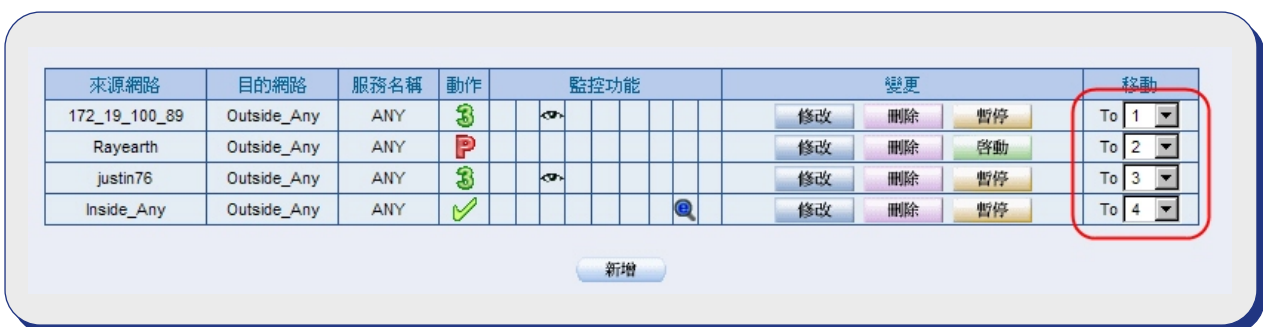 來源網路 目的網路 服務名稱 動作 監控功能 變更 移動
172_19_100_89 Outside_Any ANY 3 修改 刪除 暫停 To 1
Rayearth Outside_Any ANY P 修改 刪除 啓動 To 2
justin76 Outside_Any ANY 3 修改 刪除 暫停 To 3
Inside_Any Outside_Any ANY e 修改 刪除 暫停 To 4
新增